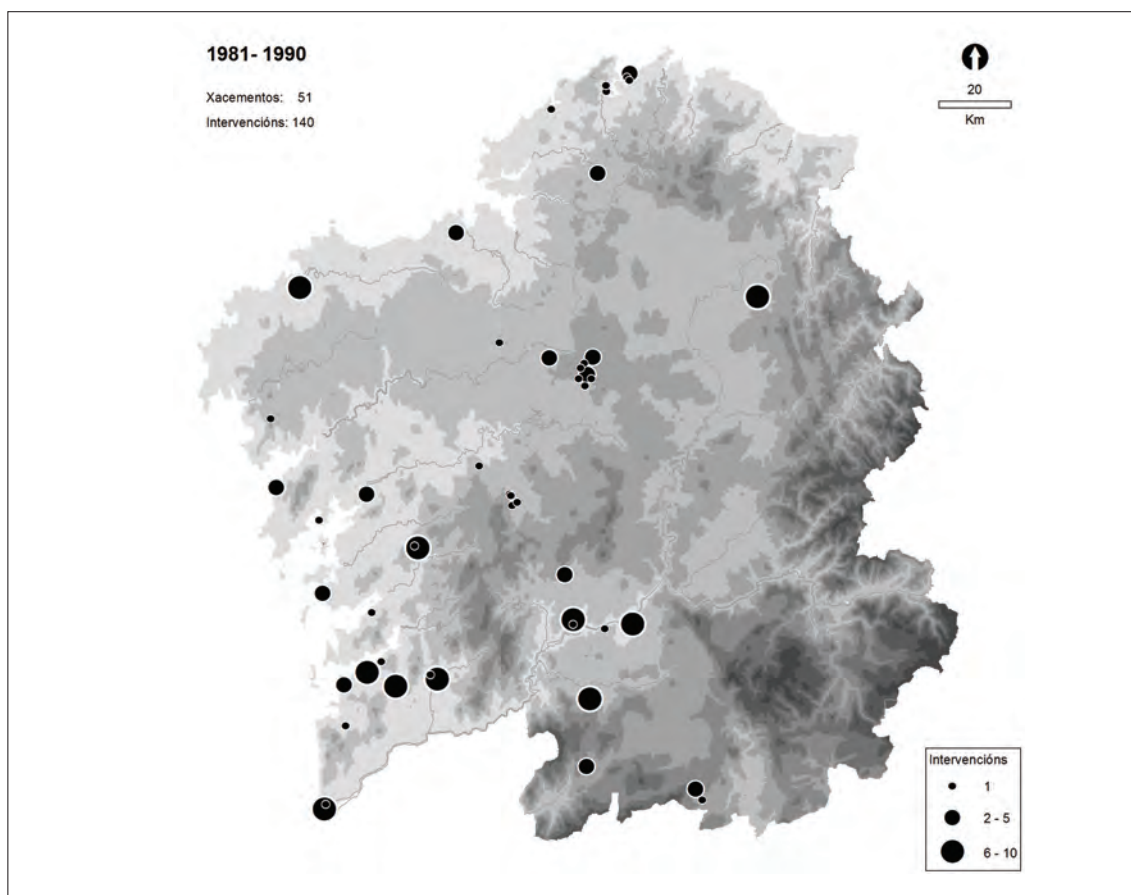 1981- 1990
Xacementos: 51
Intervencións: 140
20
Km
Intervencións
1
2 - 5
6 - 10